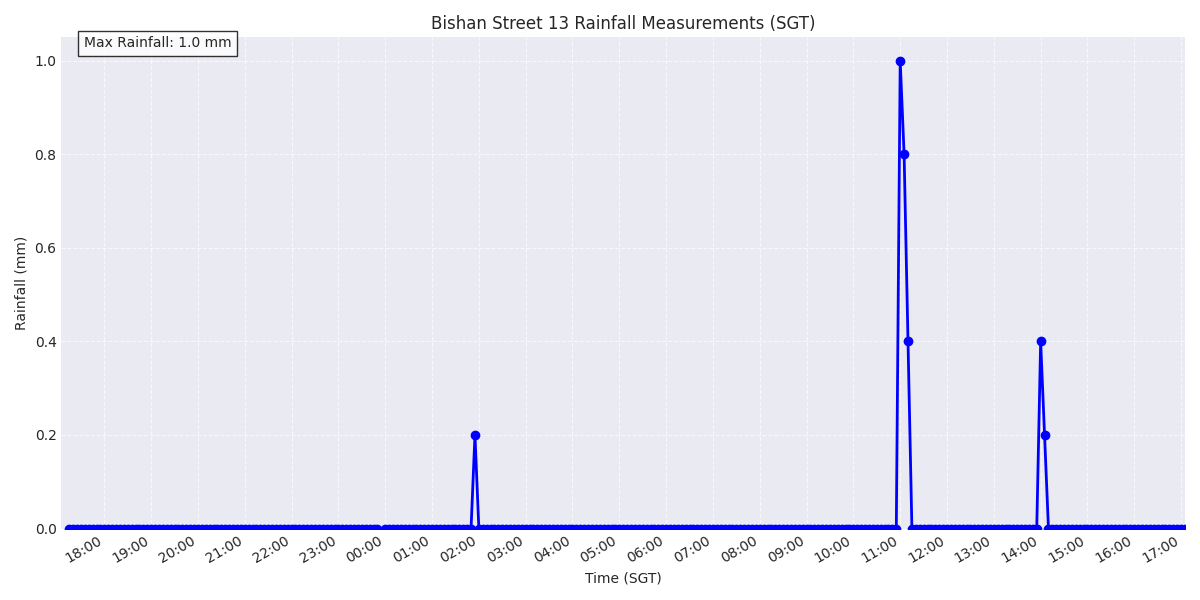 Bishan Street 13 Rainfall Measurements (SGT)
Max Rainfall: 1.0 mm
1.0
0.8
0.6
0.4
0.2
0.0
Rainfall (mm)
18:00 19:00 20:00 21:00 22:00 23:00 00:00 01:00 02:00 03:00 04:00 05:00 06:00 07:00 08:00 09:00 10:00 11:00 12:00 13:00 14:00 15:00 16:00 17:00
Time (SGT)